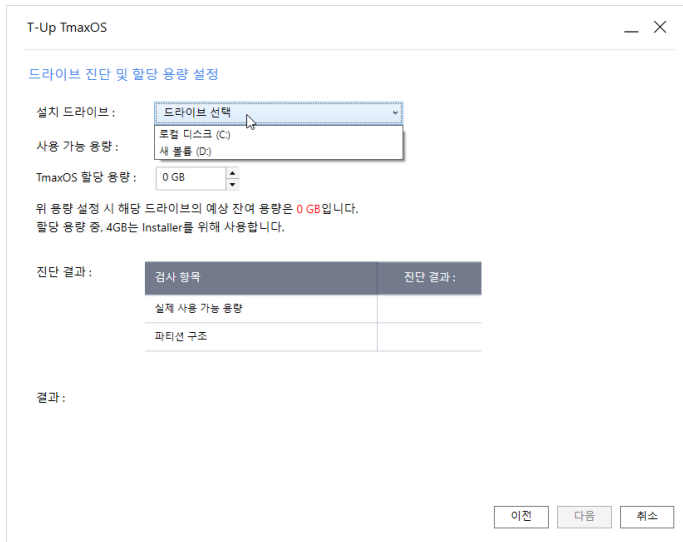 T-Up TmaxOS
드라이브 진단 및 할당 용량 설정
설치 드라이브 : 드라이브 선택
로컬 디스크 (C:)
사용 가능 용량 : 새 볼륨 (D:)
TmaxOS 할당 용량 : 0 GB
위 용량 설정 시 해당 드라이브의 예상 잔여 용량은 0 GB입니다.
할당 용량 중, 4GB는 Installer를 위해 사용합니다.
진단 결과 : 검사 항목 진단 결과 :
실제 사용 가능 용량
파티션 구조
결과 :
이전 다음 취소